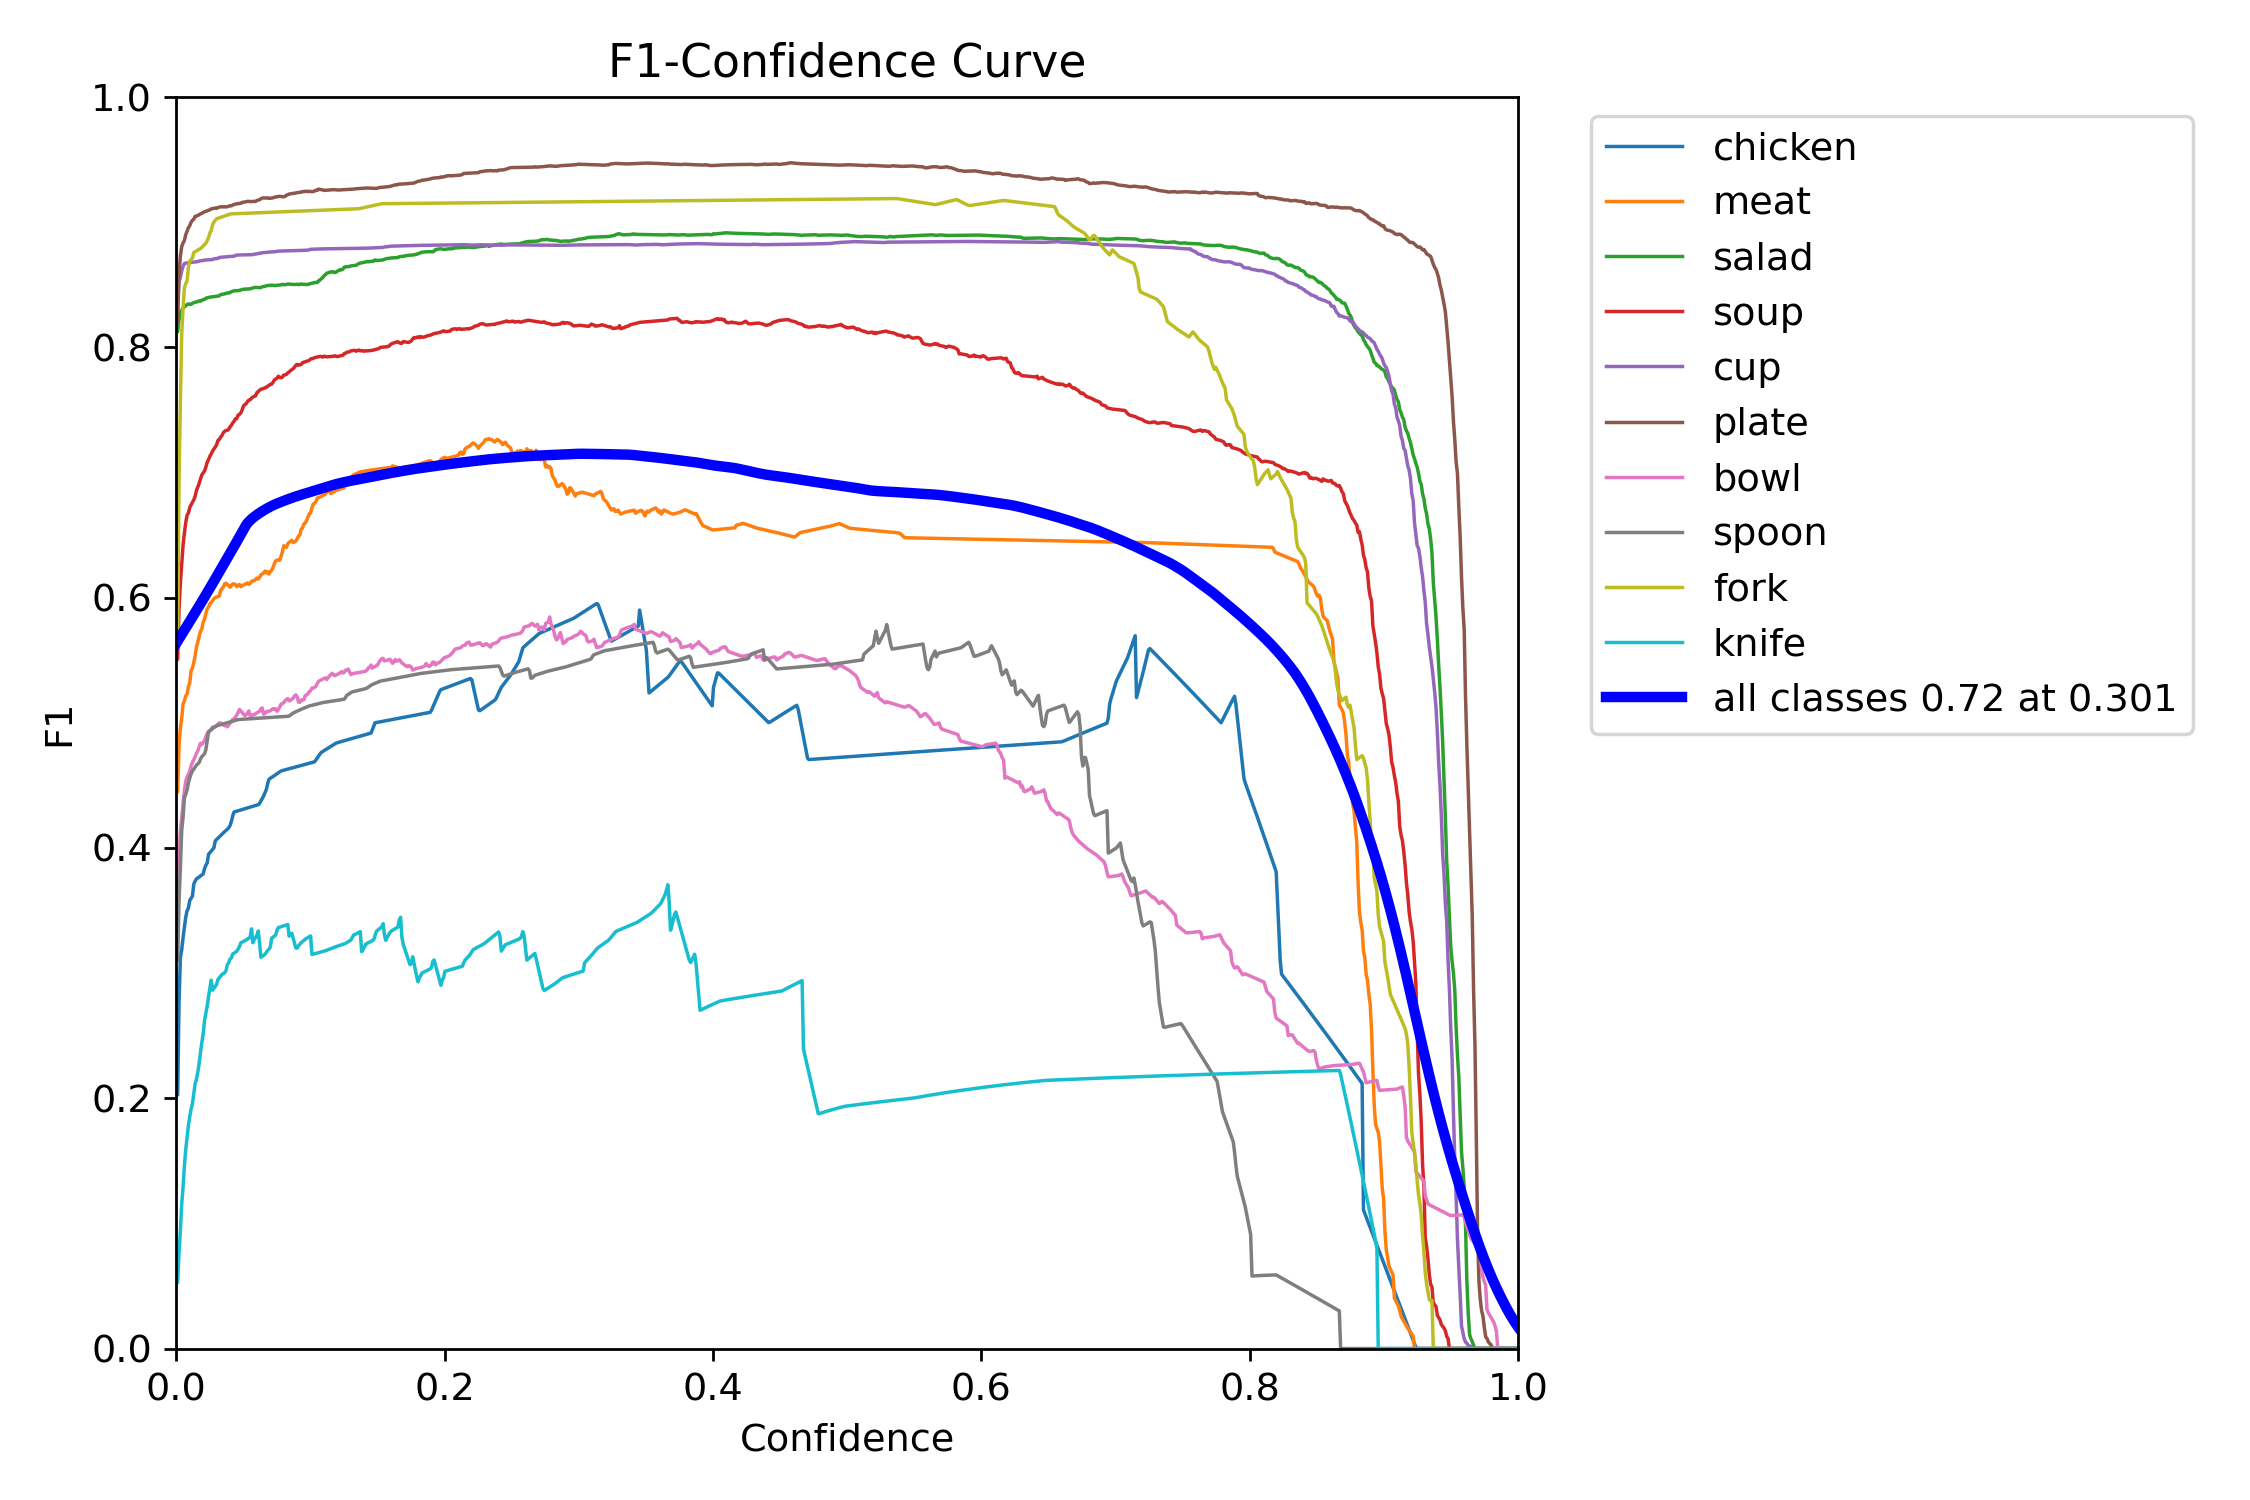 F1-Confidence Curve
1.0
0.8
0.6
0.4
0.2
0.0
F1
0.0 0.2 0.4 0.6 0.8 1.0
Confidence
chicken
meat
salad
soup
cup
plate
bowl
spoon
fork
knife
all classes 0.72 at 0.301